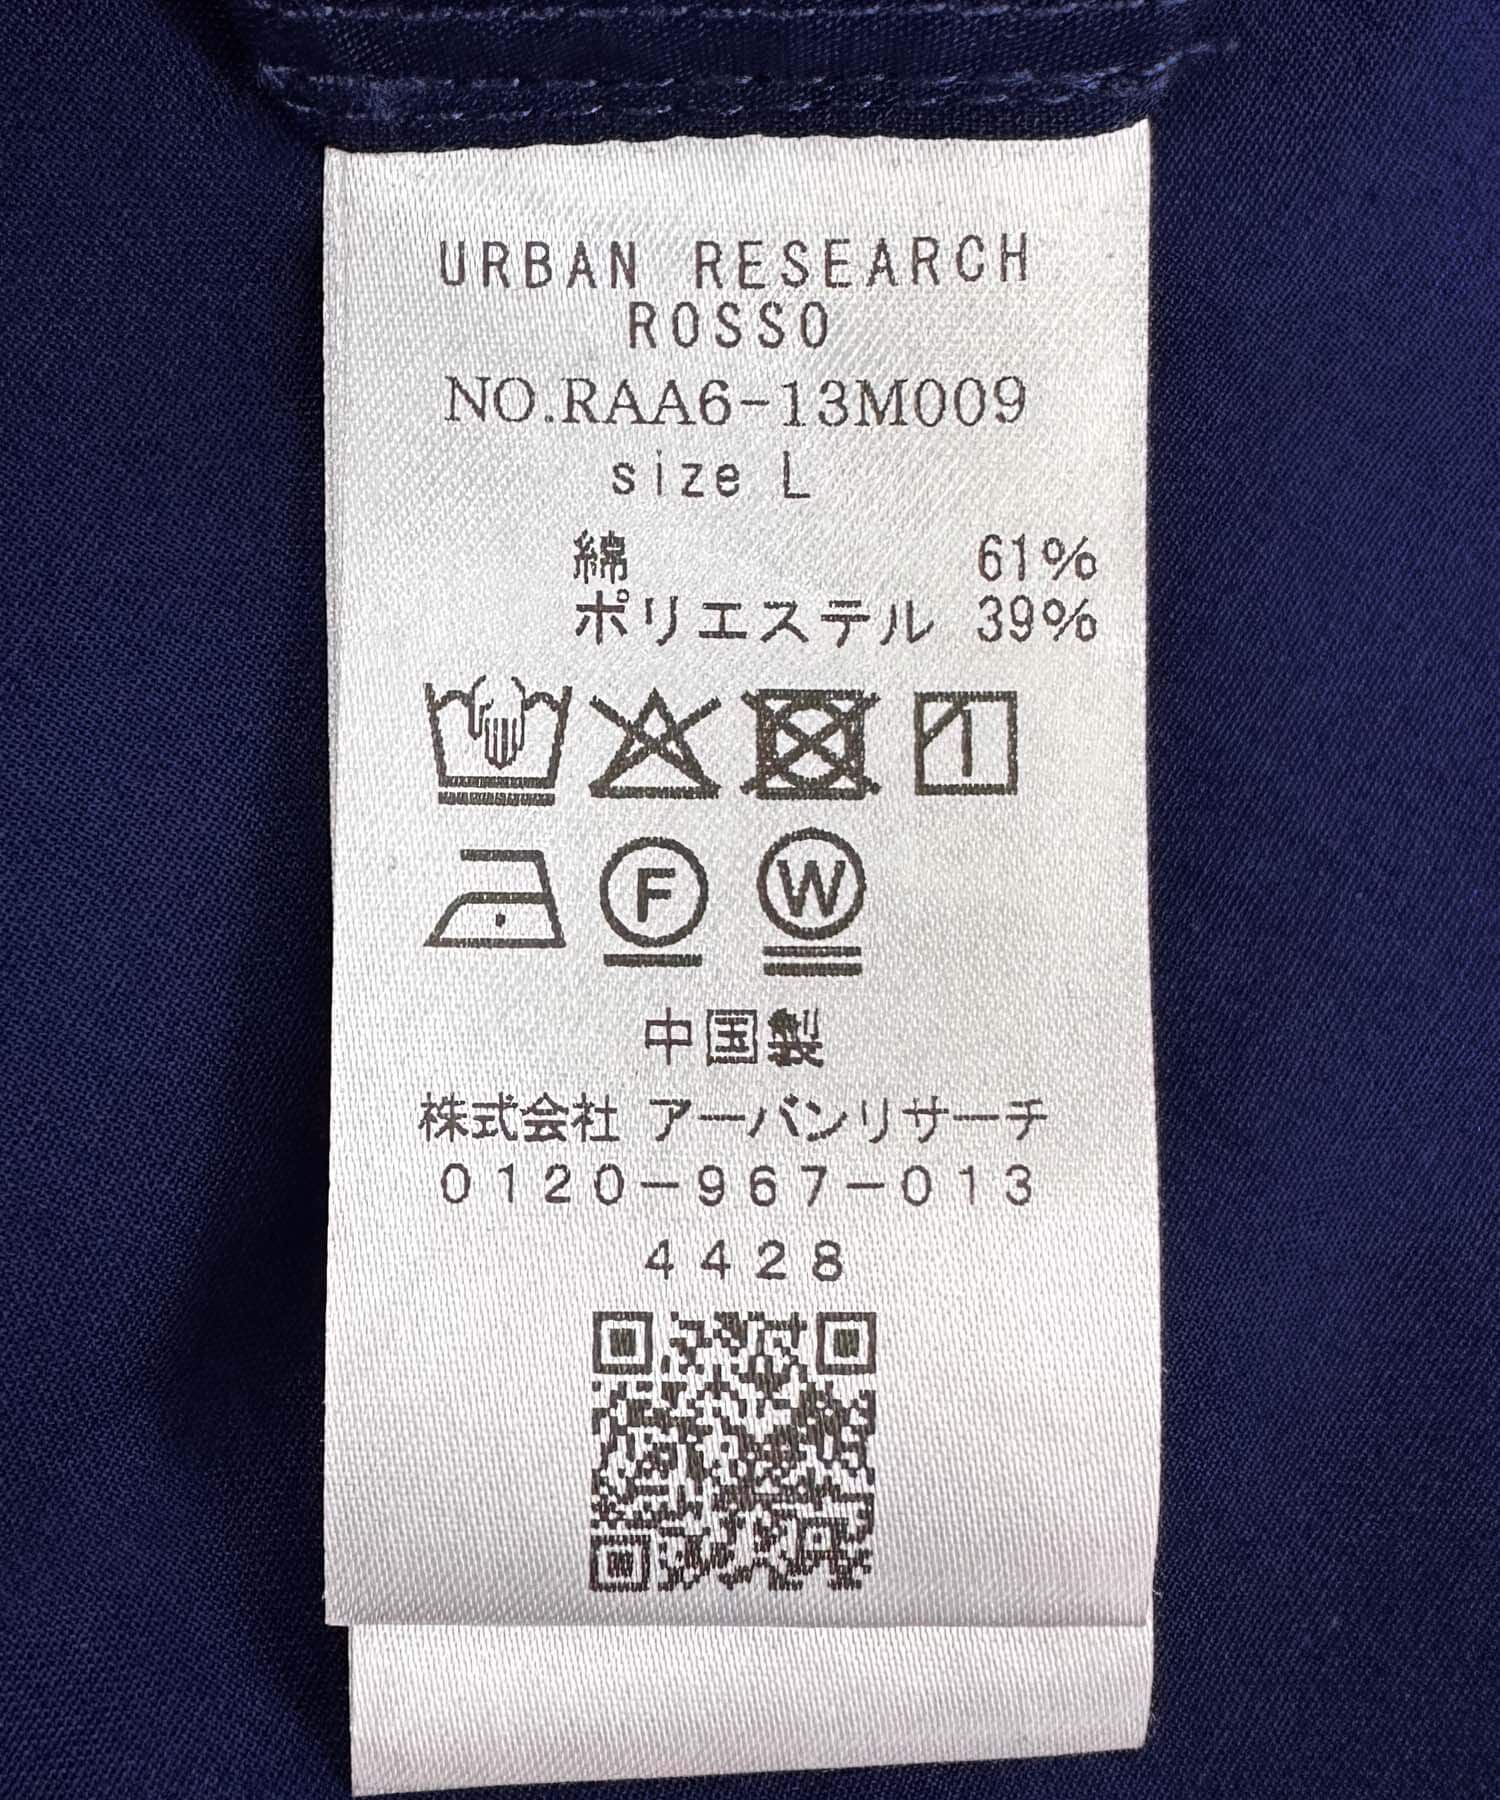 URBAN RESEARCH
ROSSO
NO.RAA6-13M009
size L
綿 61%
ポリエステル 39%
1
F W
中国製
株式会社 アーバンリサーチ
0120-967-013
4428